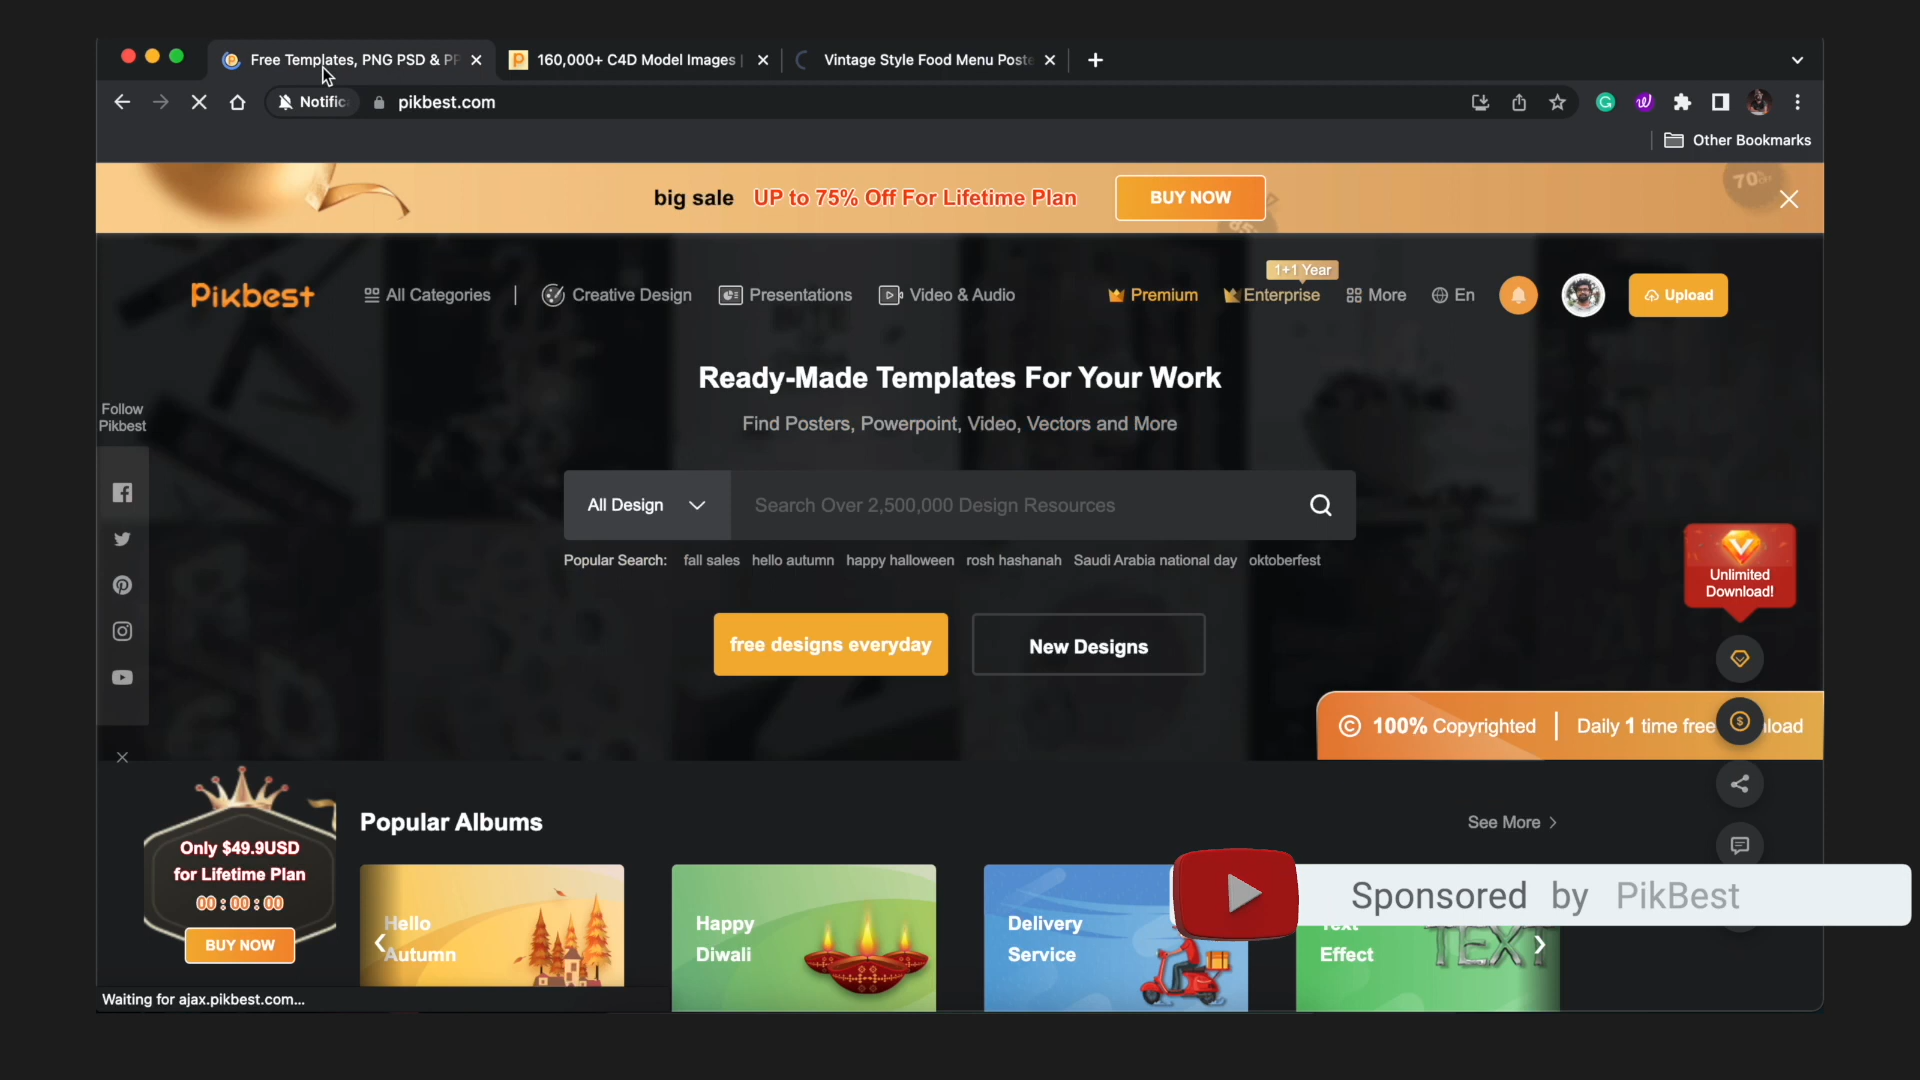 Free Templates, PNG PSD & PP
160,000+ C4D Model Images |
Vintage Style Food Menu Poste
Notific
pikbest.com
Other Bookmarks
big sale UP to 75% Off For Lifetime Plan BUY NOW
70%
85%
1+1 Year
Pikbest All Categories | Creative Design Presentations Video & Audio Premium Enterprise More En Upload
Ready-Made Templates For Your Work
Find Posters, Powerpoint, Video, Vectors and More
Follow
Pikbest
All Design Search Over 2,500,000 Design Resources
Popular Search: fall sales hello autumn happy halloween rosh hashanah Saudi Arabia national day oktoberfest
Unlimited
Download!
free designs everyday New Designs
100% Copyrighted | Daily 1 time free load
Popular Albums See More
Only $49.9USD
for Lifetime Plan
00 : 00 : 00
BUY NOW
Hello
Autumn
Happy
Diwali
Delivery
Service
Text
Effect
TEXT
Sponsored by PikBest
Waiting for ajax.pikbest.com...